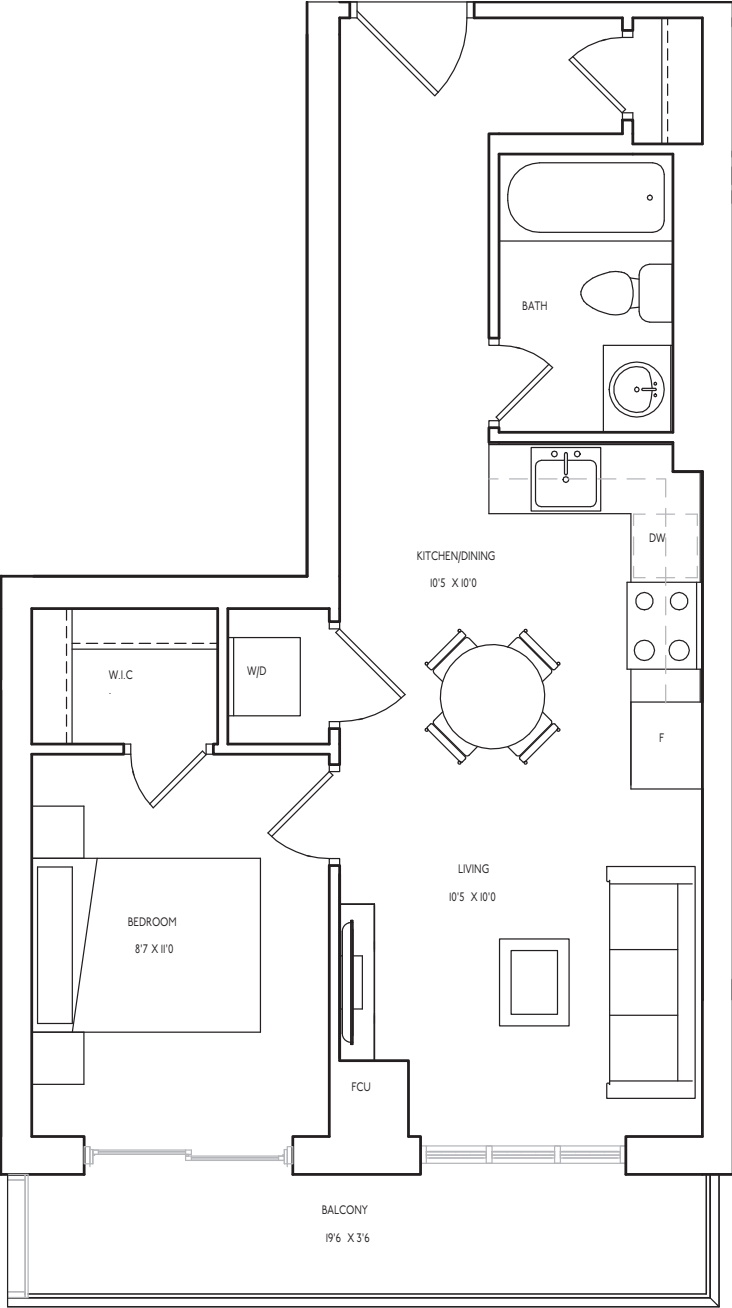 BATH
DW
KITCHEN/DINING
10'5 X 10'0
W.I.C
W/D
F
LIVING
10'5 X 10'0
BEDROOM
8'7 X 11'0
FCU
BALCONY
19'6 X 3'6